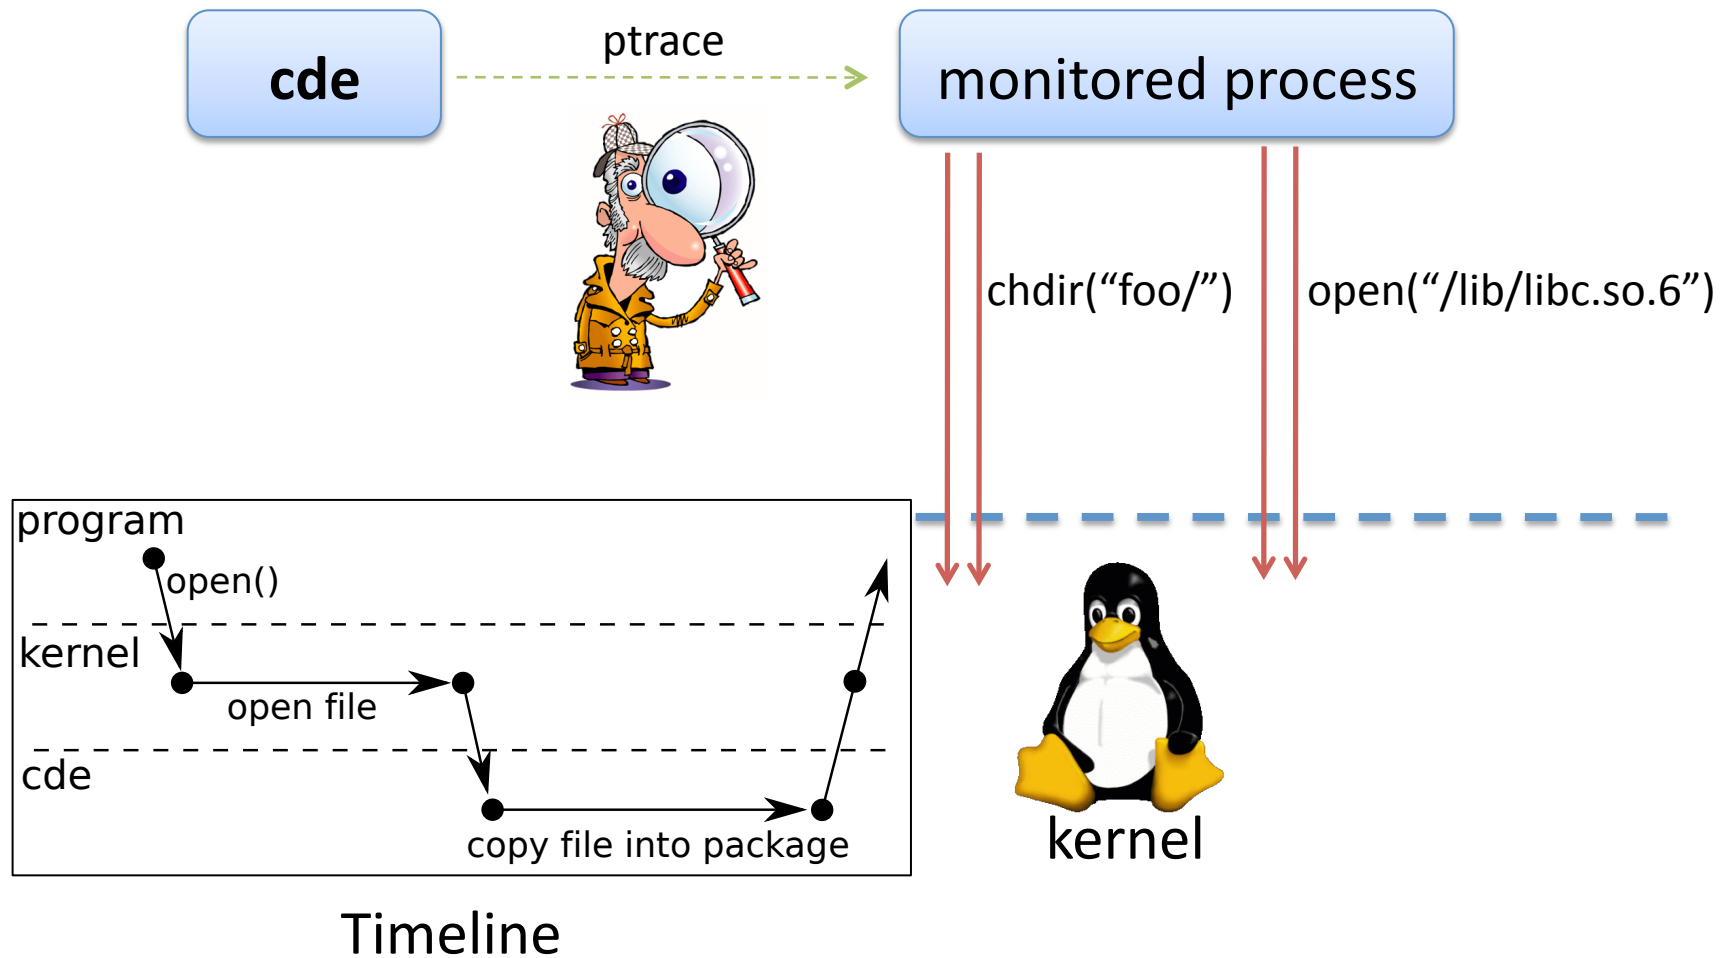 cde
ptrace
monitored process
chdir(“foo/”)
open(“/lib/libc.so.6”)
program
open()
kernel
open file
cde
copy file into package
kernel
Timeline